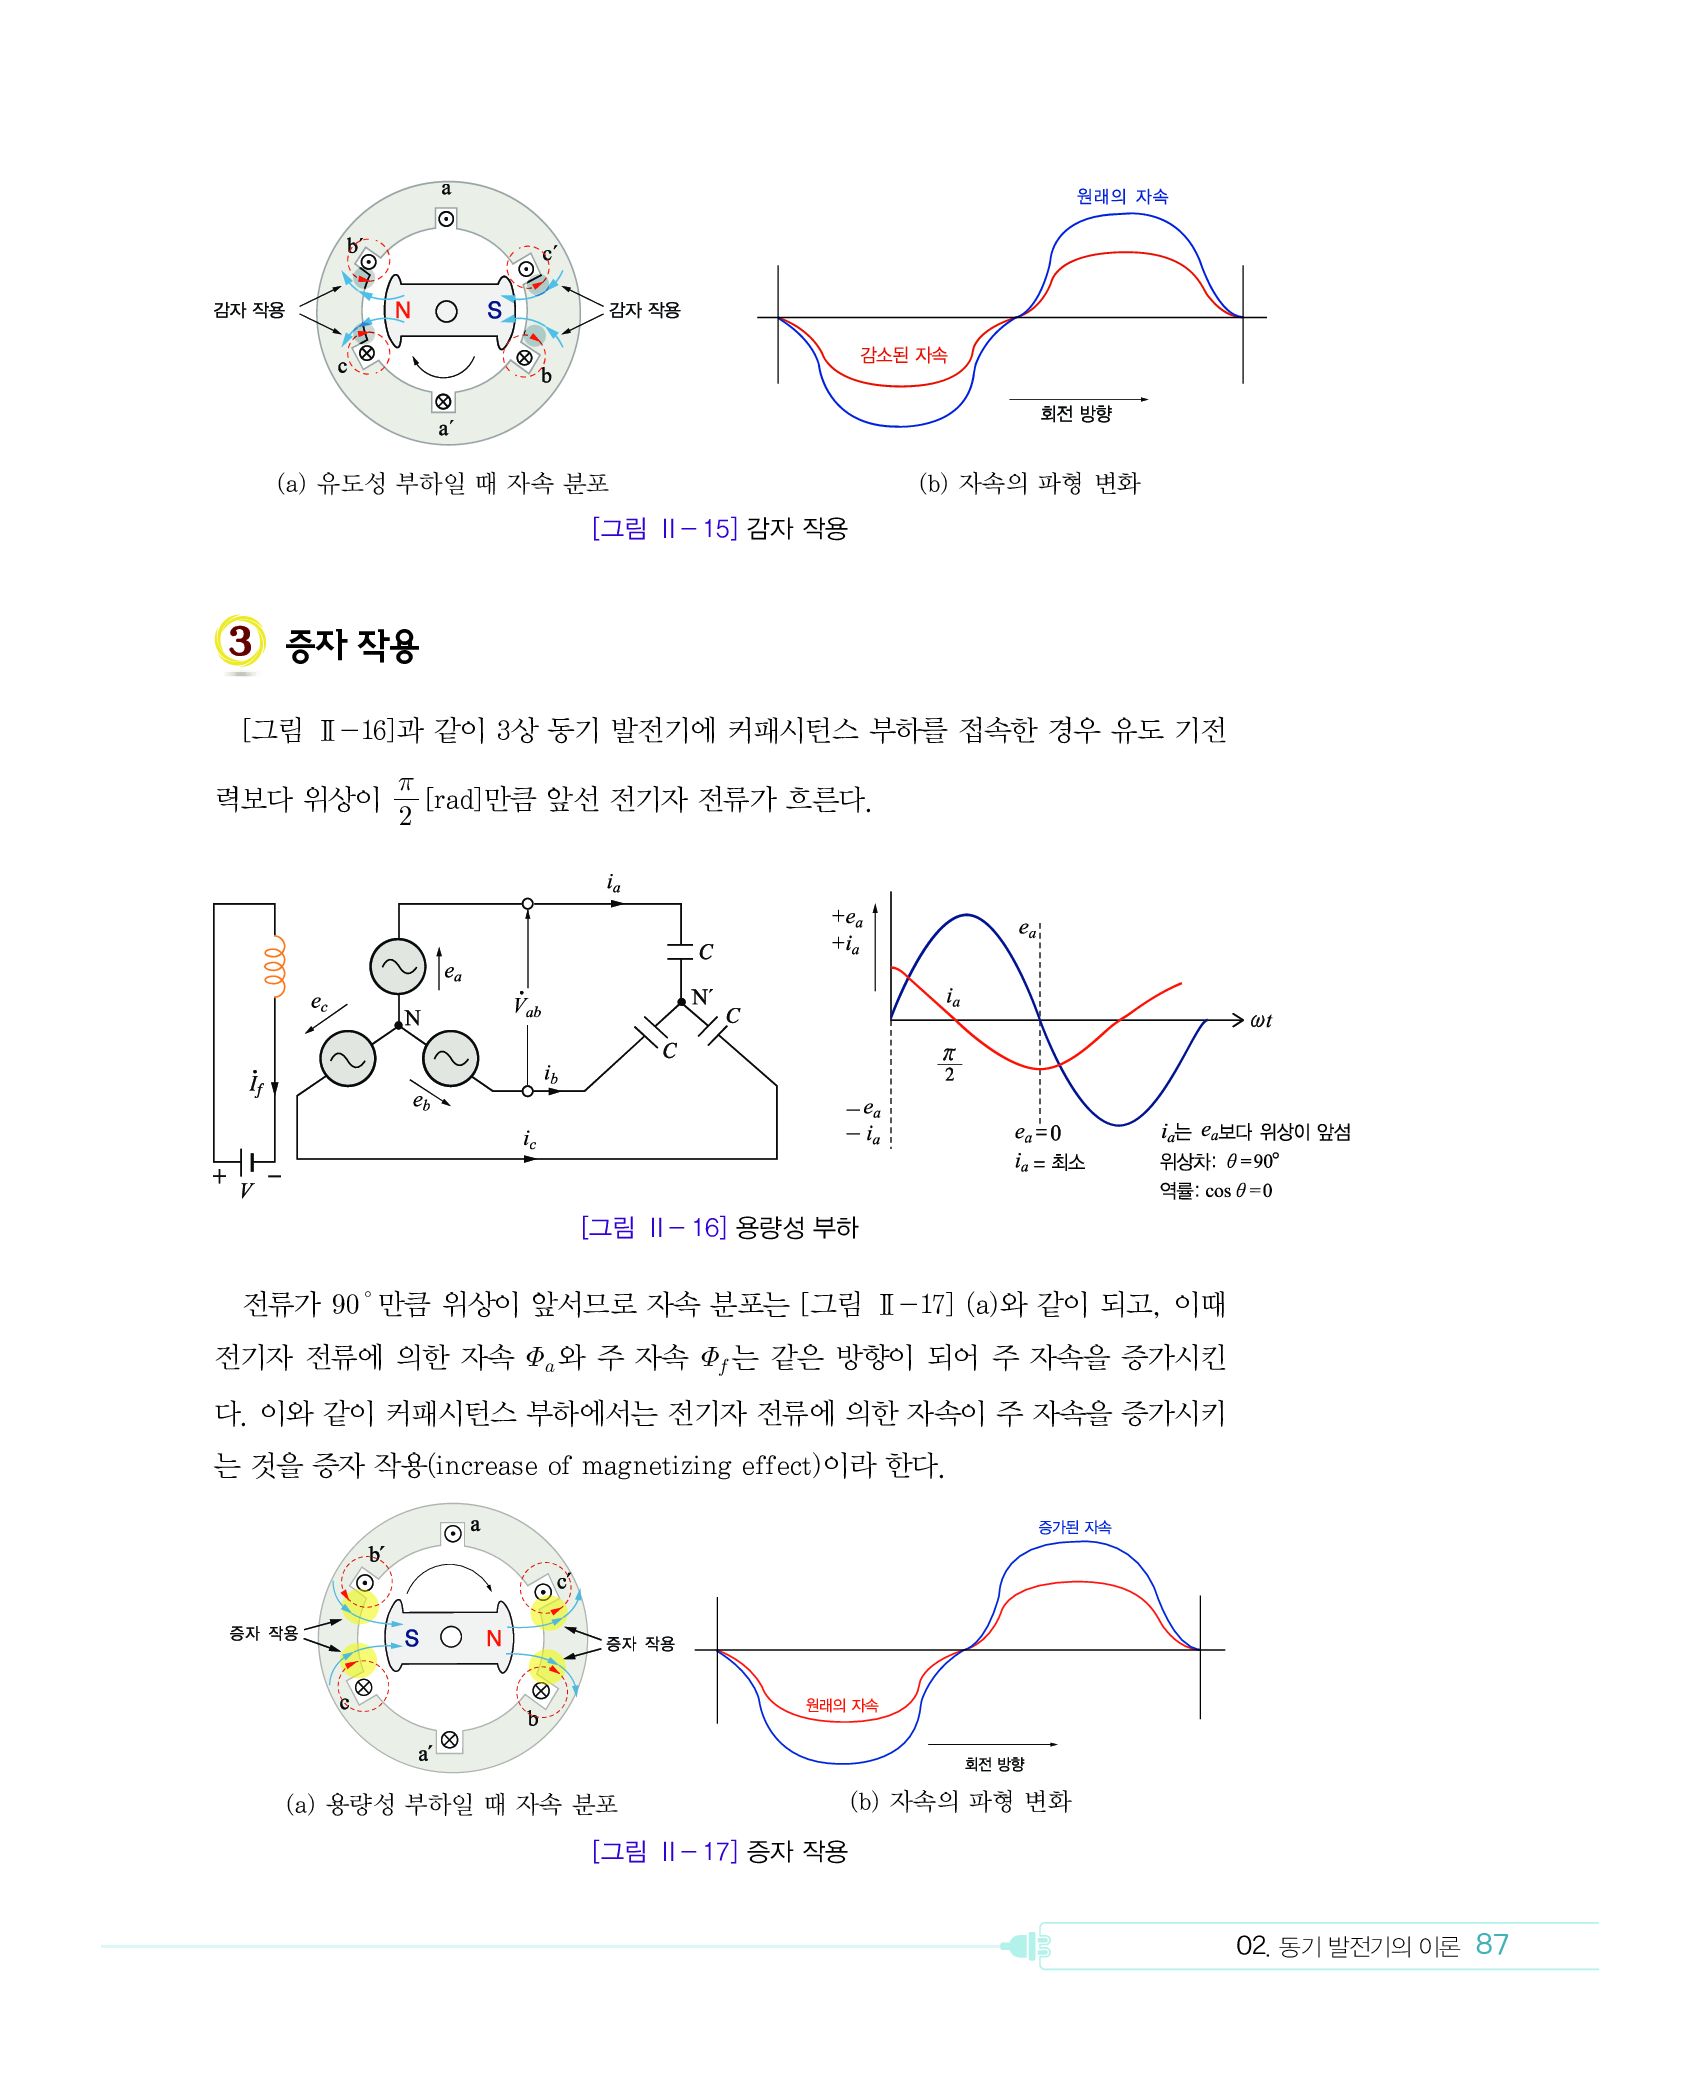 a
b′
c′
감자 작용
N
S
감자 작용
c
b
a′
원래의 자속
감소된 자속
회전 방향
(a) 유도성 부하일 때 자속 분포
(b) 자속의 파형 변화
[그림 Ⅱ-15] 감자 작용
3 증자 작용
[그림 Ⅱ-16]과 같이 3상 동기 발전기에 커패시턴스 부하를 접속한 경우 유도 기전
력보다 위상이 π/2 [rad]만큼 앞선 전기자 전류가 흐른다.
i_a
C
e_a
N′
e_c
N
V̇_ab
C
C
İ_f
e_b
i_b
i_c
+ V −
+e_a
+i_a
e_a
i_a
ωt
π/2
−e_a
−i_a
e_a=0
i_a = 최소
i_a는 e_a보다 위상이 앞섬
위상차: θ=90°
역률: cos θ=0
[그림 Ⅱ-16] 용량성 부하
전류가 90°만큼 위상이 앞서므로 자속 분포는 [그림 Ⅱ-17] (a)와 같이 되고, 이때
전기자 전류에 의한 자속 Φ_a와 주 자속 Φ_f는 같은 방향이 되어 주 자속을 증가시킨
다. 이와 같이 커패시턴스 부하에서는 전기자 전류에 의한 자속이 주 자속을 증가시키
는 것을 증자 작용(increase of magnetizing effect)이라 한다.
a
b′
c′
증자 작용
S
N
증자 작용
c
b
a′
증가된 자속
원래의 자속
회전 방향
(a) 용량성 부하일 때 자속 분포
(b) 자속의 파형 변화
[그림 Ⅱ-17] 증자 작용
02. 동기 발전기의 이론 87